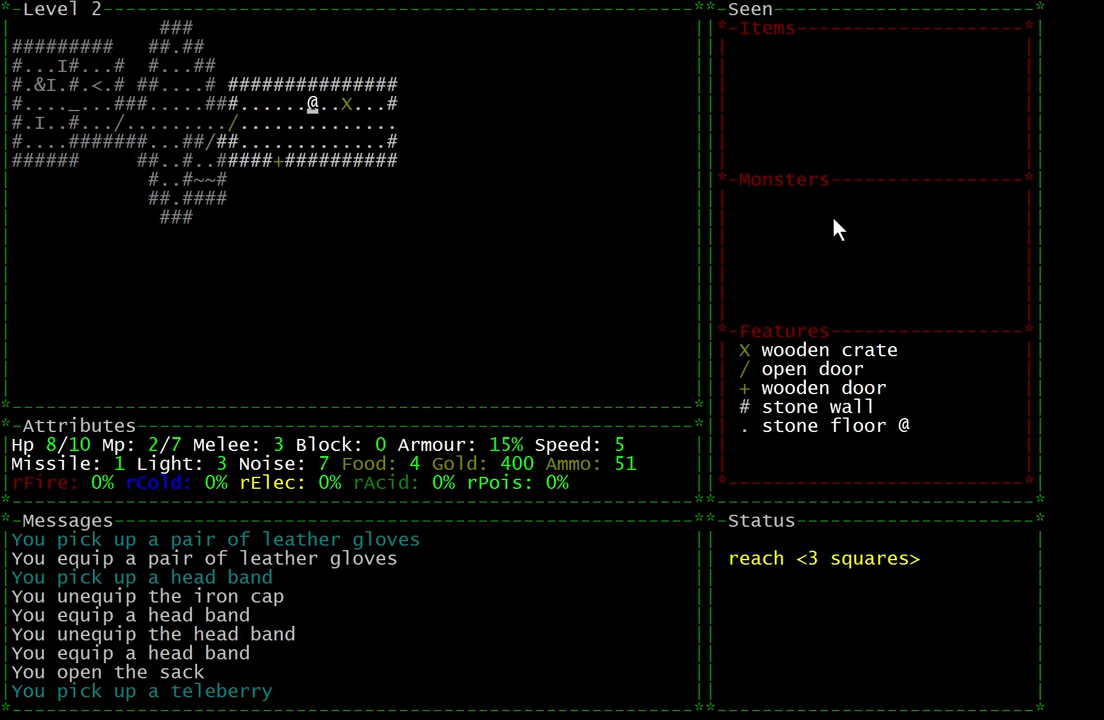 Level 2
Seen
Items
###
#########   ##.##
#...I#...#  #...##
#.&I.#.<.# ##....# ###############
#...._...###.....###......@..x...#
#.I..#.../........./..............
#....#######...##/##.............#
######     ##..#..#####+##########
#..#~~#
##.####
###
Monsters
Features
X wooden crate
/ open door
+ wooden door
# stone wall
. stone floor @
Attributes
Hp 8/10 Mp: 2/7 Melee: 3 Block: 0 Armour: 15% Speed: 5
Missile: 1 Light: 3 Noise: 7 Food: 4 Gold: 400 Ammo: 51
rFire: 0% rCold: 0% rElec: 0% rAcid: 0% rPois: 0%
Messages
You pick up a pair of leather gloves
You equip a pair of leather gloves
You pick up a head band
You unequip the iron cap
You equip a head band
You unequip the head band
You equip a head band
You open the sack
You pick up a teleberry
Status
reach <3 squares>